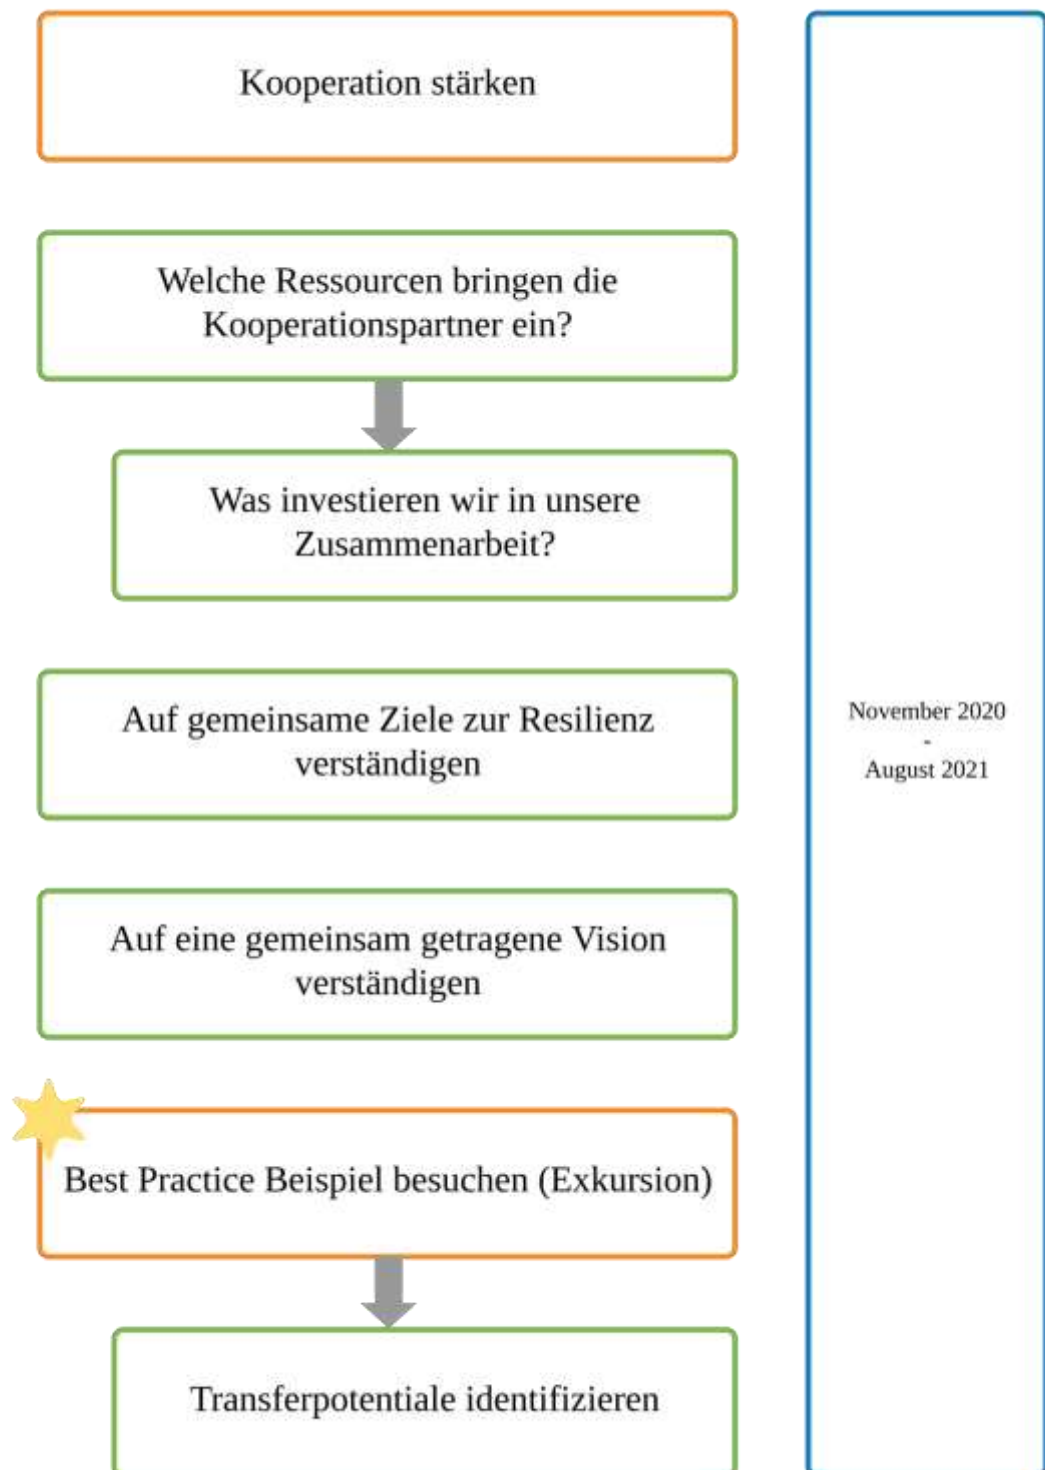 Kooperation stärken
Welche Ressourcen bringen die
Kooperationspartner ein?
Was investieren wir in unsere
Zusammenarbeit?
Auf gemeinsame Ziele zur Resilienz
verständigen
Auf eine gemeinsam getragene Vision
verständigen
Best Practice Beispiel besuchen (Exkursion)
Transferpotentiale identifizieren
November 2020
-
August 2021